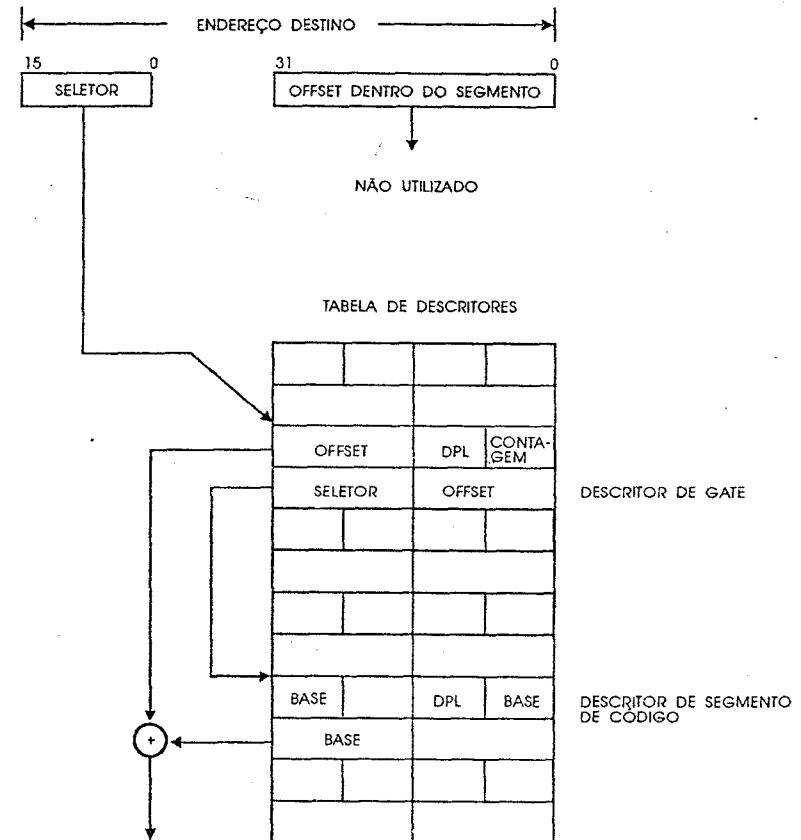 ENDEREÇO DESTINO
15 0 31 0
SELETOR OFFSET DENTRO DO SEGMENTO
NÃO UTILIZADO
TABELA DE DESCRITORES
OFFSET DPL CONTA-
GEM
SELETOR OFFSET DESCRITOR DE GATE
BASE DPL BASE DESCRITOR DE SEGMENTO
DE CÓDIGO
+ BASE